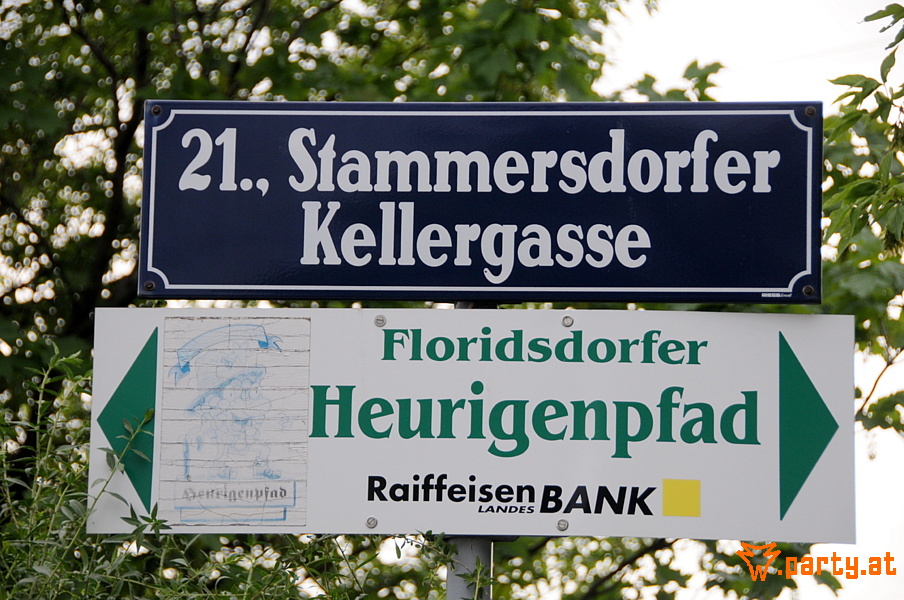 21., Stammersdorfer
Kellergasse
Floridsdorfer
Heurigenpfad
Heurigenpfad
Raiffeisen
LANDES BANK
w.party.at